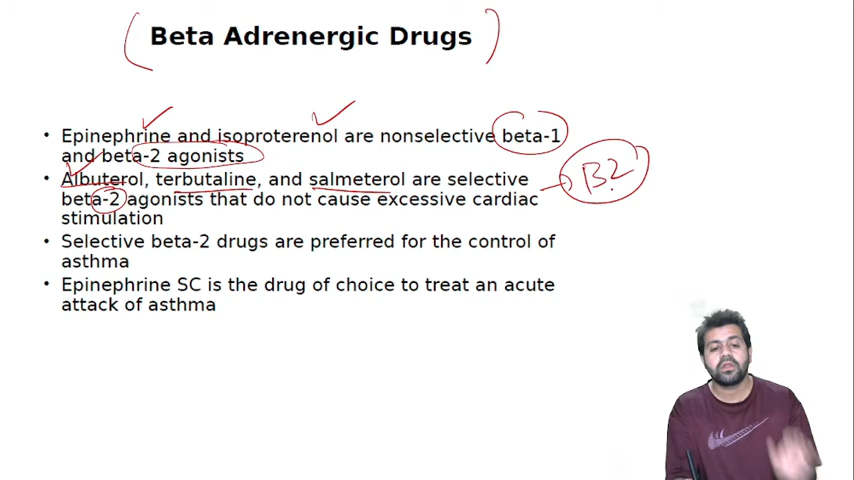 Beta Adrenergic Drugs
• Epinephrine and isoproterenol are nonselective beta-1
and beta-2 agonists
• Albuterol, terbutaline, and salmeterol are selective
beta-2 agonists that do not cause excessive cardiac
stimulation
B2
• Selective beta-2 drugs are preferred for the control of
asthma
• Epinephrine SC is the drug of choice to treat an acute
attack of asthma